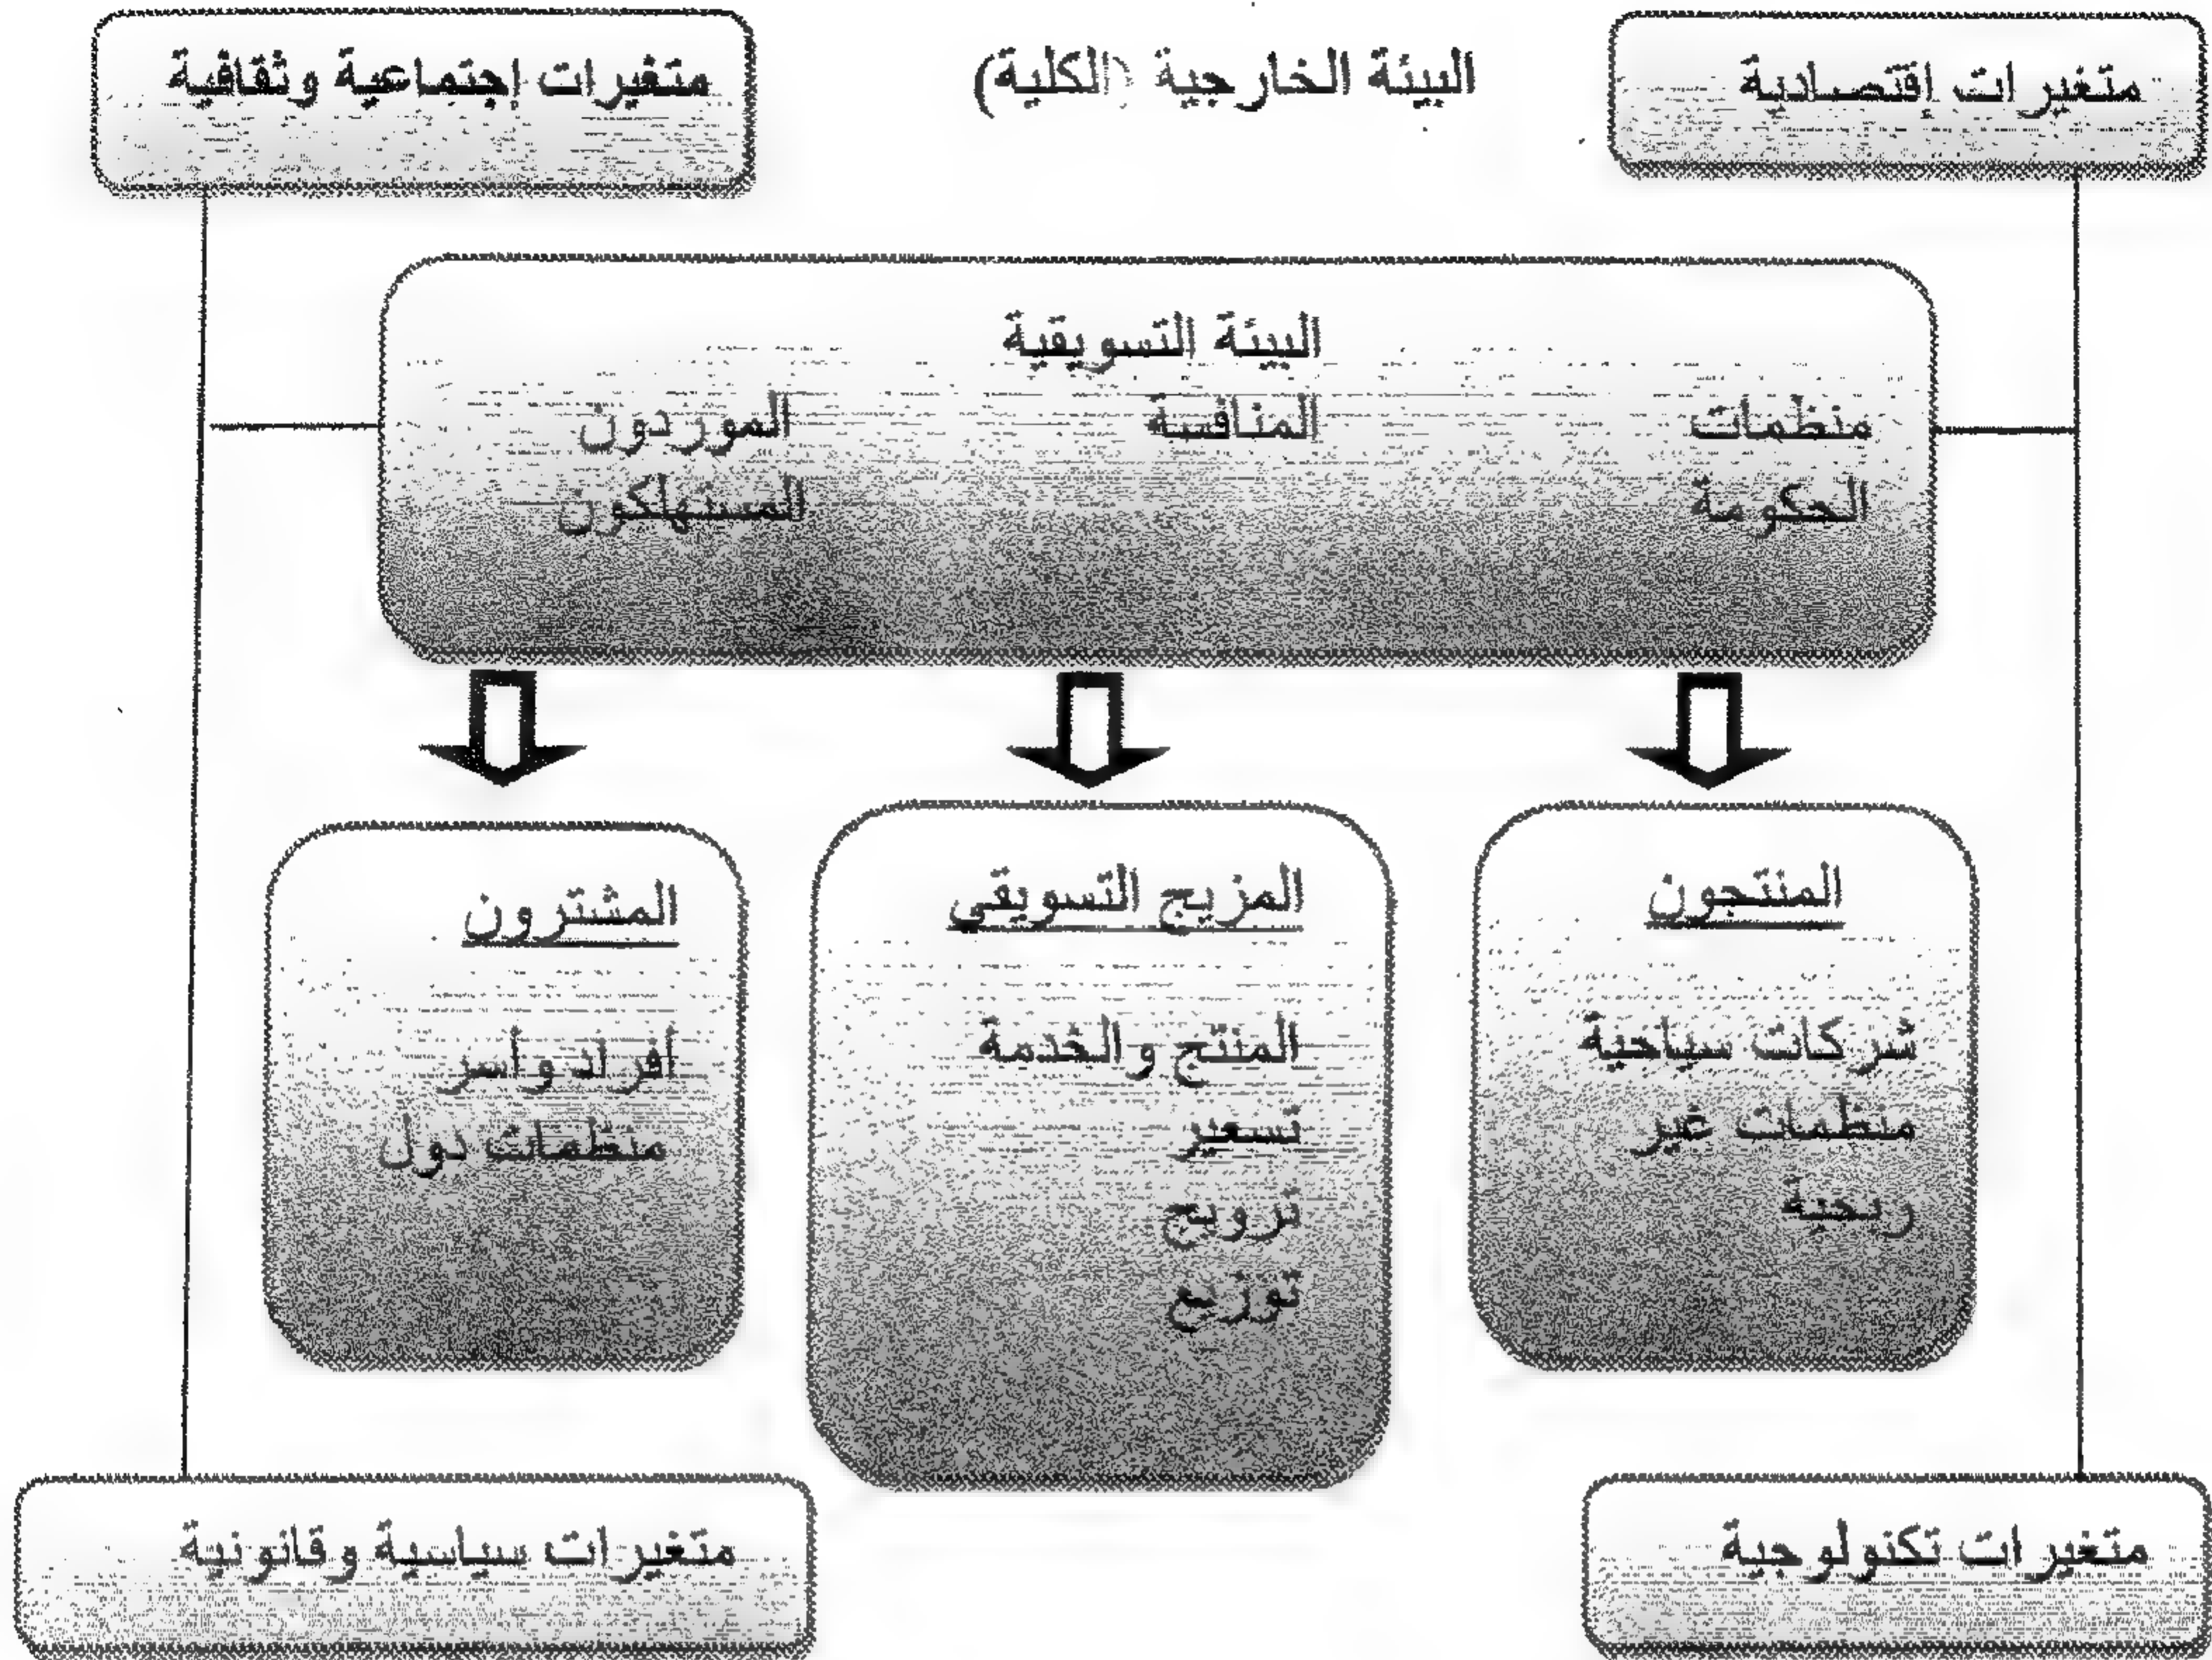 متغيرات إقتصادية
البيئة الخارجية (الكلية)
متغيرات إجتماعية وثقافية
البيئة التسويقية
منظمات
المنافسة
الموردون
الحكومة
المستهلكون
المنتجون
شركات سياحية
منظمات غير
ربحية
المزيج التسويقي
المنتج والخدمة
تسعير
ترويج
توزيع
المشترون
افراد وأسر
منظمات دول
متغيرات تكنولوجية
متغيرات سياسية وقانونية